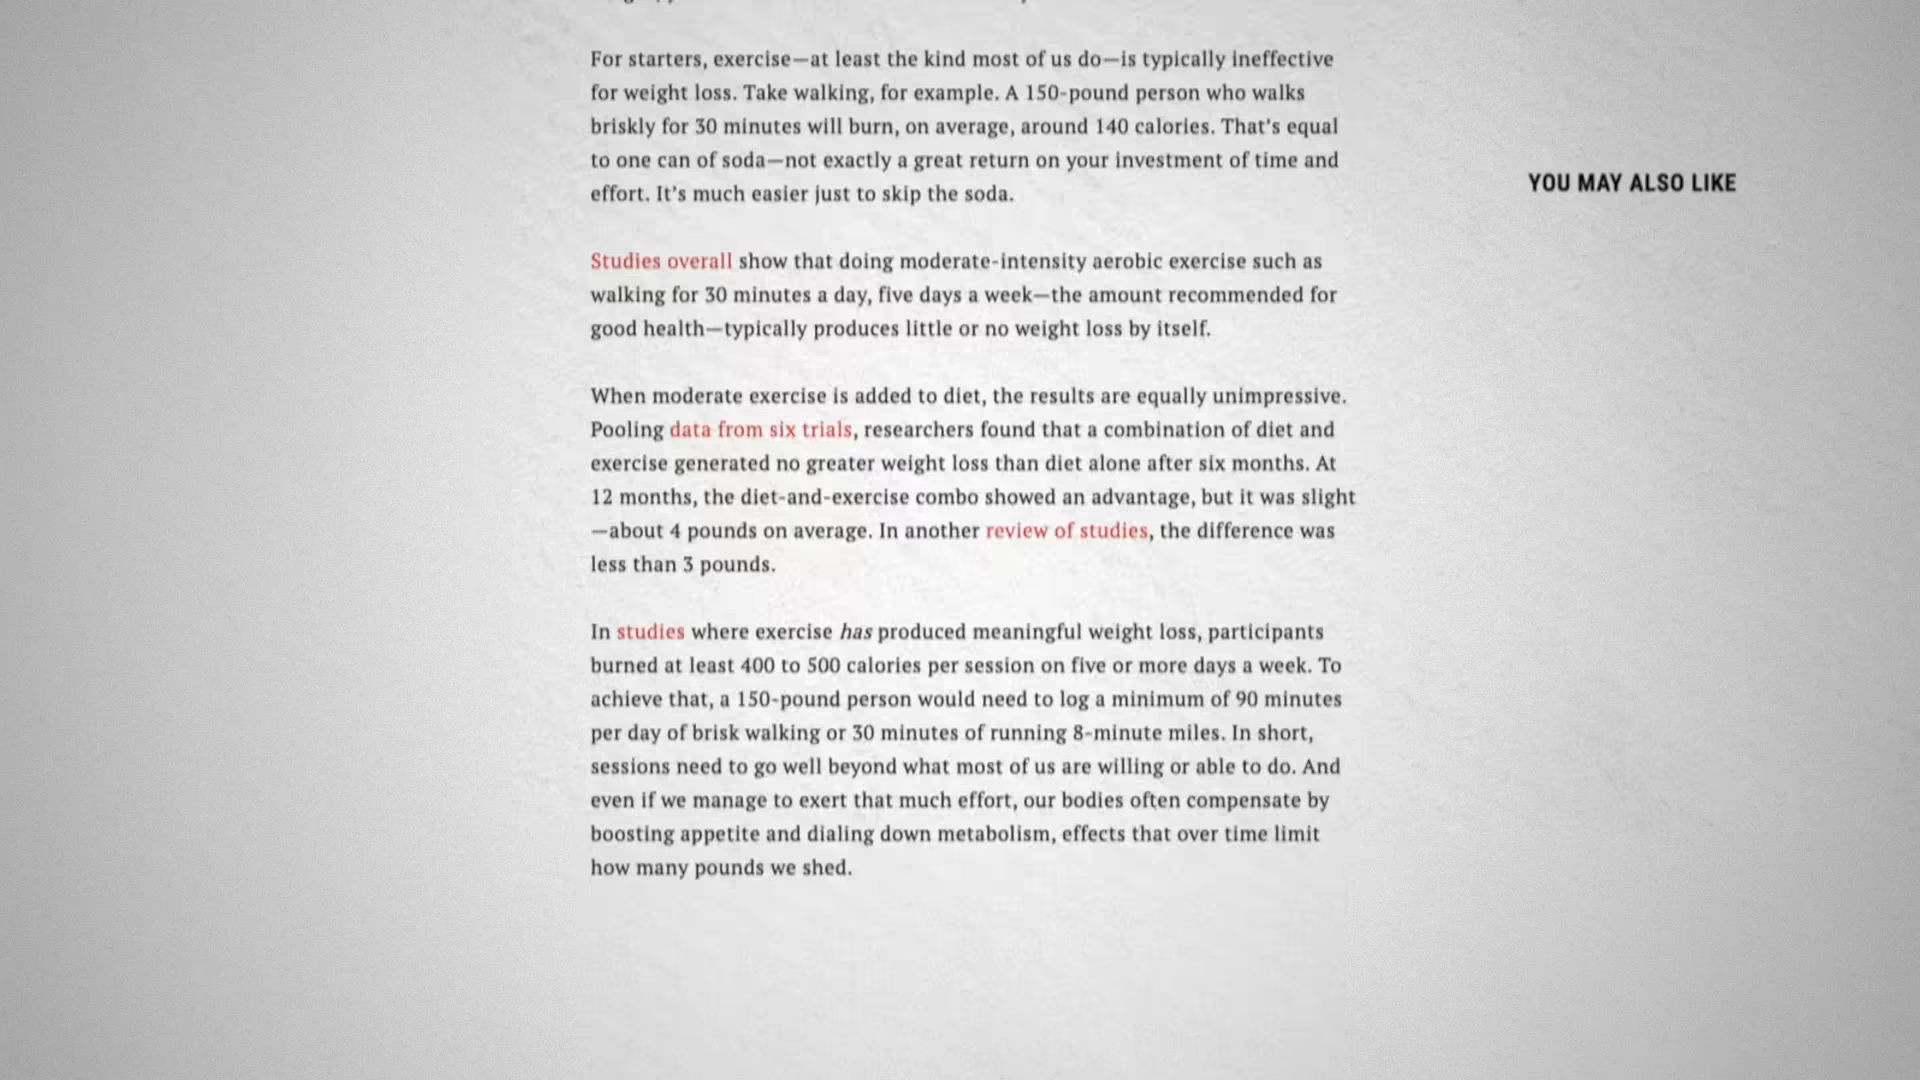 For starters, exercise—at least the kind most of us do—is typically ineffective
for weight loss. Take walking, for example. A 150-pound person who walks
briskly for 30 minutes will burn, on average, around 140 calories. That's equal
to one can of soda—not exactly a great return on your investment of time and
effort. It's much easier just to skip the soda.
YOU MAY ALSO LIKE
Studies overall show that doing moderate-intensity aerobic exercise such as
walking for 30 minutes a day, five days a week—the amount recommended for
good health—typically produces little or no weight loss by itself.
When moderate exercise is added to diet, the results are equally unimpressive.
Pooling data from six trials, researchers found that a combination of diet and
exercise generated no greater weight loss than diet alone after six months. At
12 months, the diet-and-exercise combo showed an advantage, but it was slight
—about 4 pounds on average. In another review of studies, the difference was
less than 3 pounds.
In studies where exercise has produced meaningful weight loss, participants
burned at least 400 to 500 calories per session on five or more days a week. To
achieve that, a 150-pound person would need to log a minimum of 90 minutes
per day of brisk walking or 30 minutes of running 8-minute miles. In short,
sessions need to go well beyond what most of us are willing or able to do. And
even if we manage to exert that much effort, our bodies often compensate by
boosting appetite and dialing down metabolism, effects that over time limit
how many pounds we shed.